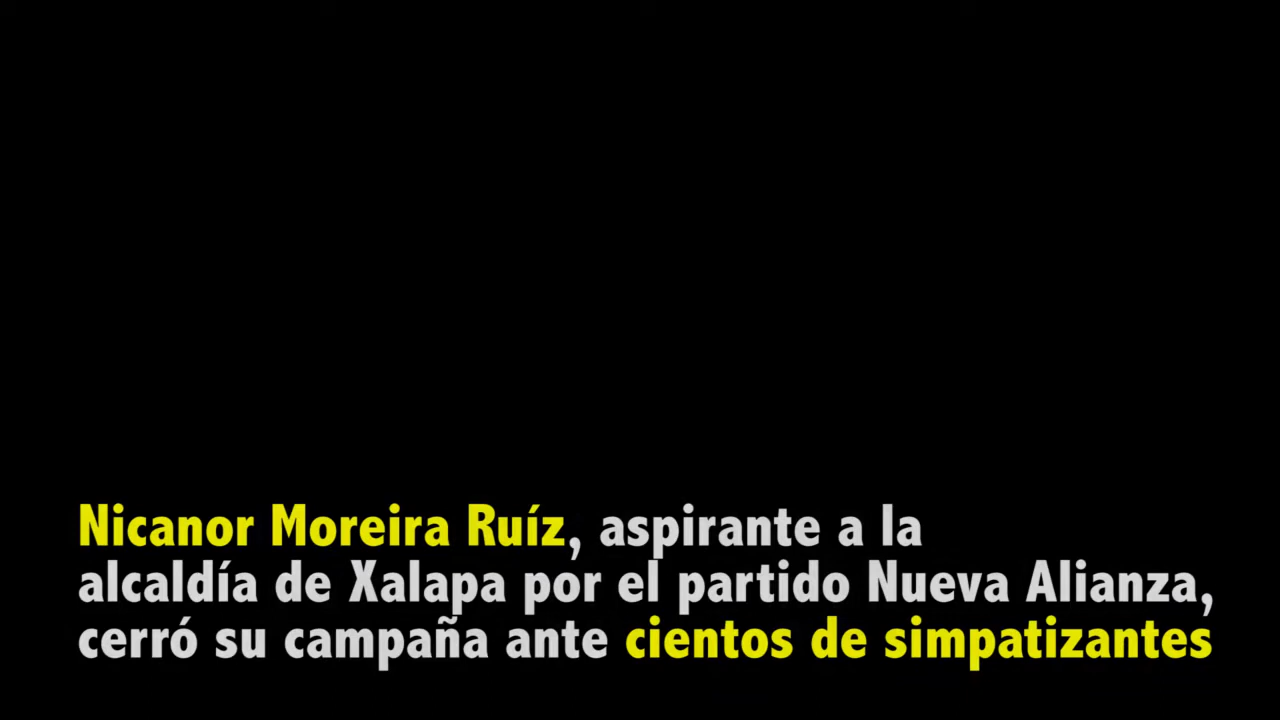 Nicanor Moreira Ruíz, aspirante a la
alcaldía de Xalapa por el partido Nueva Alianza,
cerró su campaña ante cientos de simpatizantes